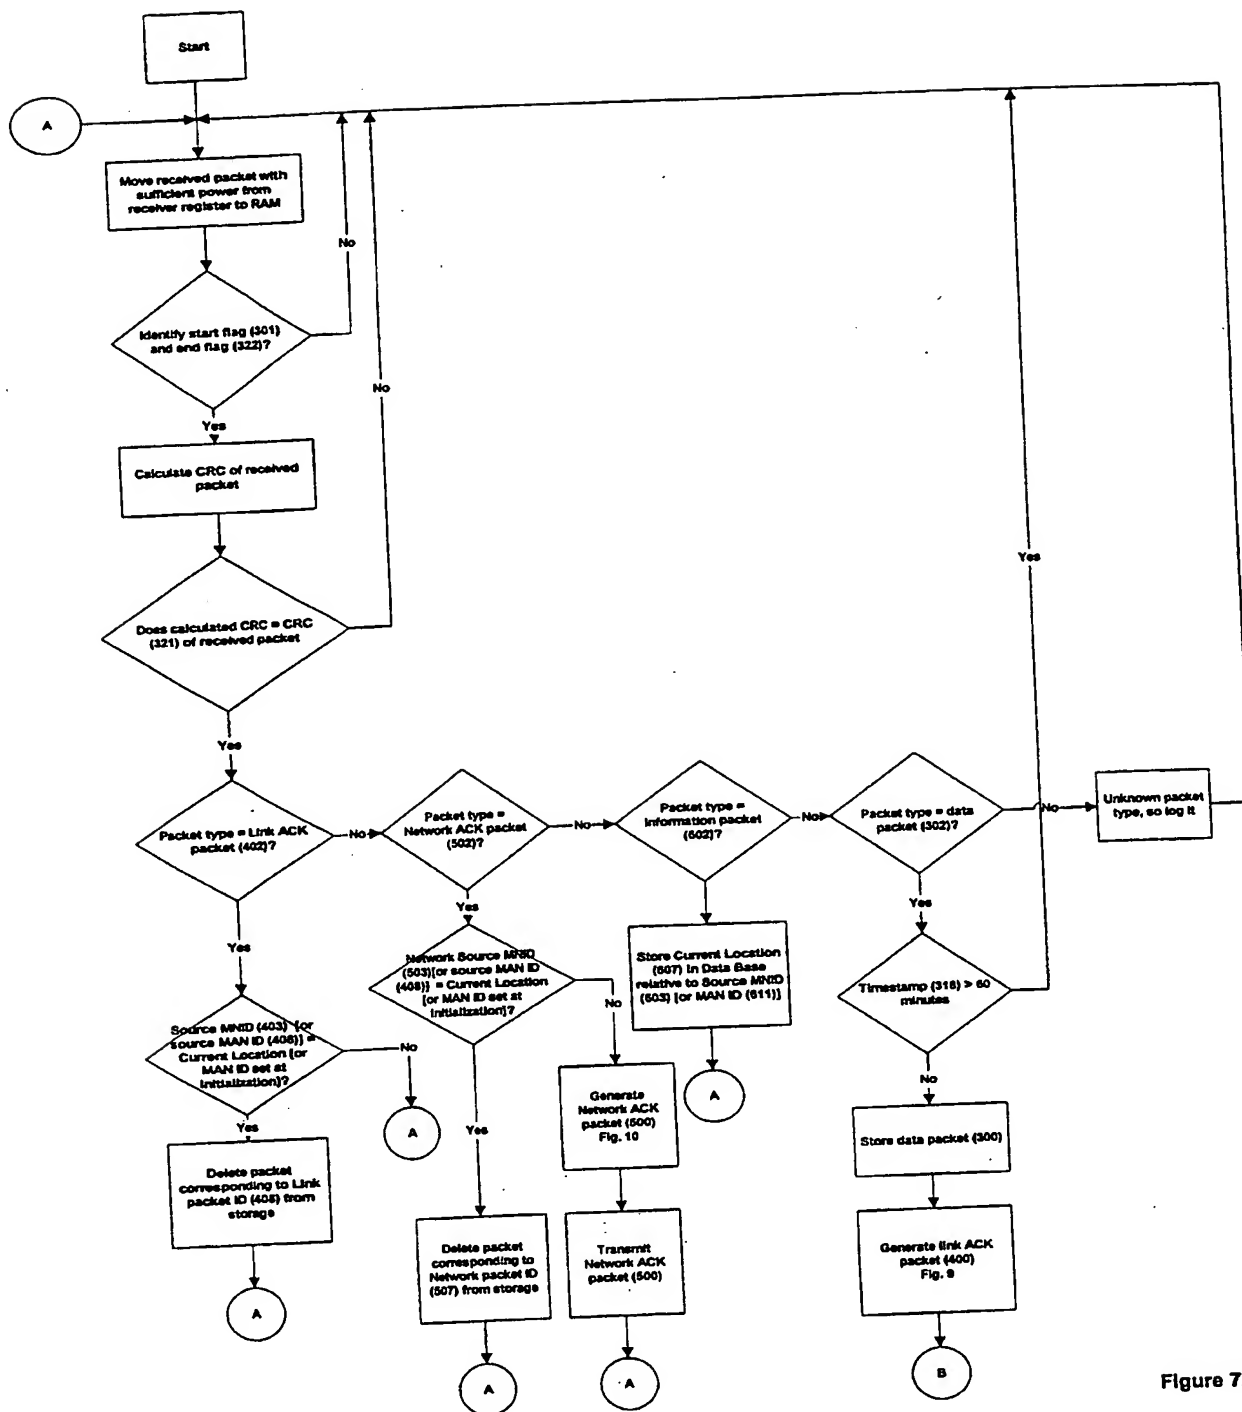 Start
A
Move received packet with
sufficient power from
receiver register to RAM
No
Identify start flag (301)
and end flag (322)?
No
Yes
Calculate CRC of received
packet
Yes
Does calculated CRC = CRC
(321) of received packet
Yes
Packet type = Link ACK
packet (402)?
No
Packet type =
Network ACK packet
(502)?
No
Packet type =
Information packet
(602)?
No
Packet type = data
packet (302)?
No
Unknown packet
type, so log it
Yes
Yes
Yes
Network Source MNID
(503)[or source MAN ID
(408)} = Current Location
[or MAN ID set at
Initialization]?
Store Current Location
(607) In Data Base
relative to Source MNID
(603) [or MAN ID (611)]
Timestamp (318) > 60
minutes
No
Source MNID (403) [or
source MAN ID (408)] =
Current Location [or
MAN ID set at
Initialization]?
No
A
A
Yes
No
Generate
Network ACK
packet (500)
Fig. 10
Store data packet (300)
Yes
Delete packet
corresponding to Link
packet ID (408) from
storage
Delete packet
corresponding to
Network packet ID
(507) from storage
Transmit
Network ACK
packet (500)
Generate link ACK
packet (400)
Fig. 9
A
A
A
B
Figure 7